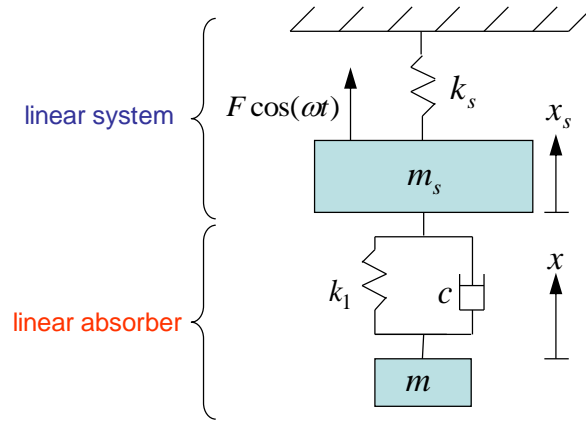 linear system
F cos(ωt)
k_s
x_s
m_s
linear absorber
k_1
c
x
m